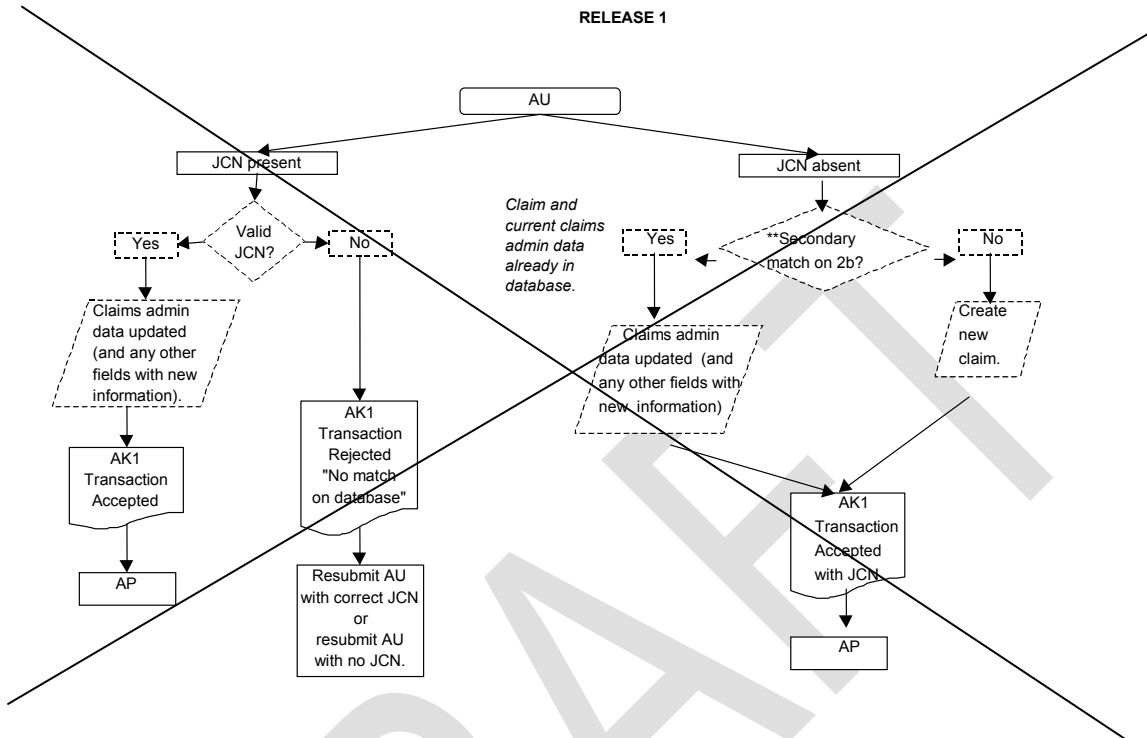 RELEASE 1
AU
JCN present
JCN absent
Valid
JCN?
Yes
No
Claims admin
data updated
(and any other
fields with new
information).
AK1
Transaction
Accepted
AP
AK1
Transaction
Rejected
"No match
on database"
Resubmit AU
with correct JCN
or
resubmit AU
with no JCN.
Claim and
current claims
admin data
already in
database.
**Secondary
match on 2b?
Yes
No
Claims admin
data updated (and
any other fields with
new information)
Create
new
claim.
AK1
Transaction
Accepted
with JCN
AP
DRAFT